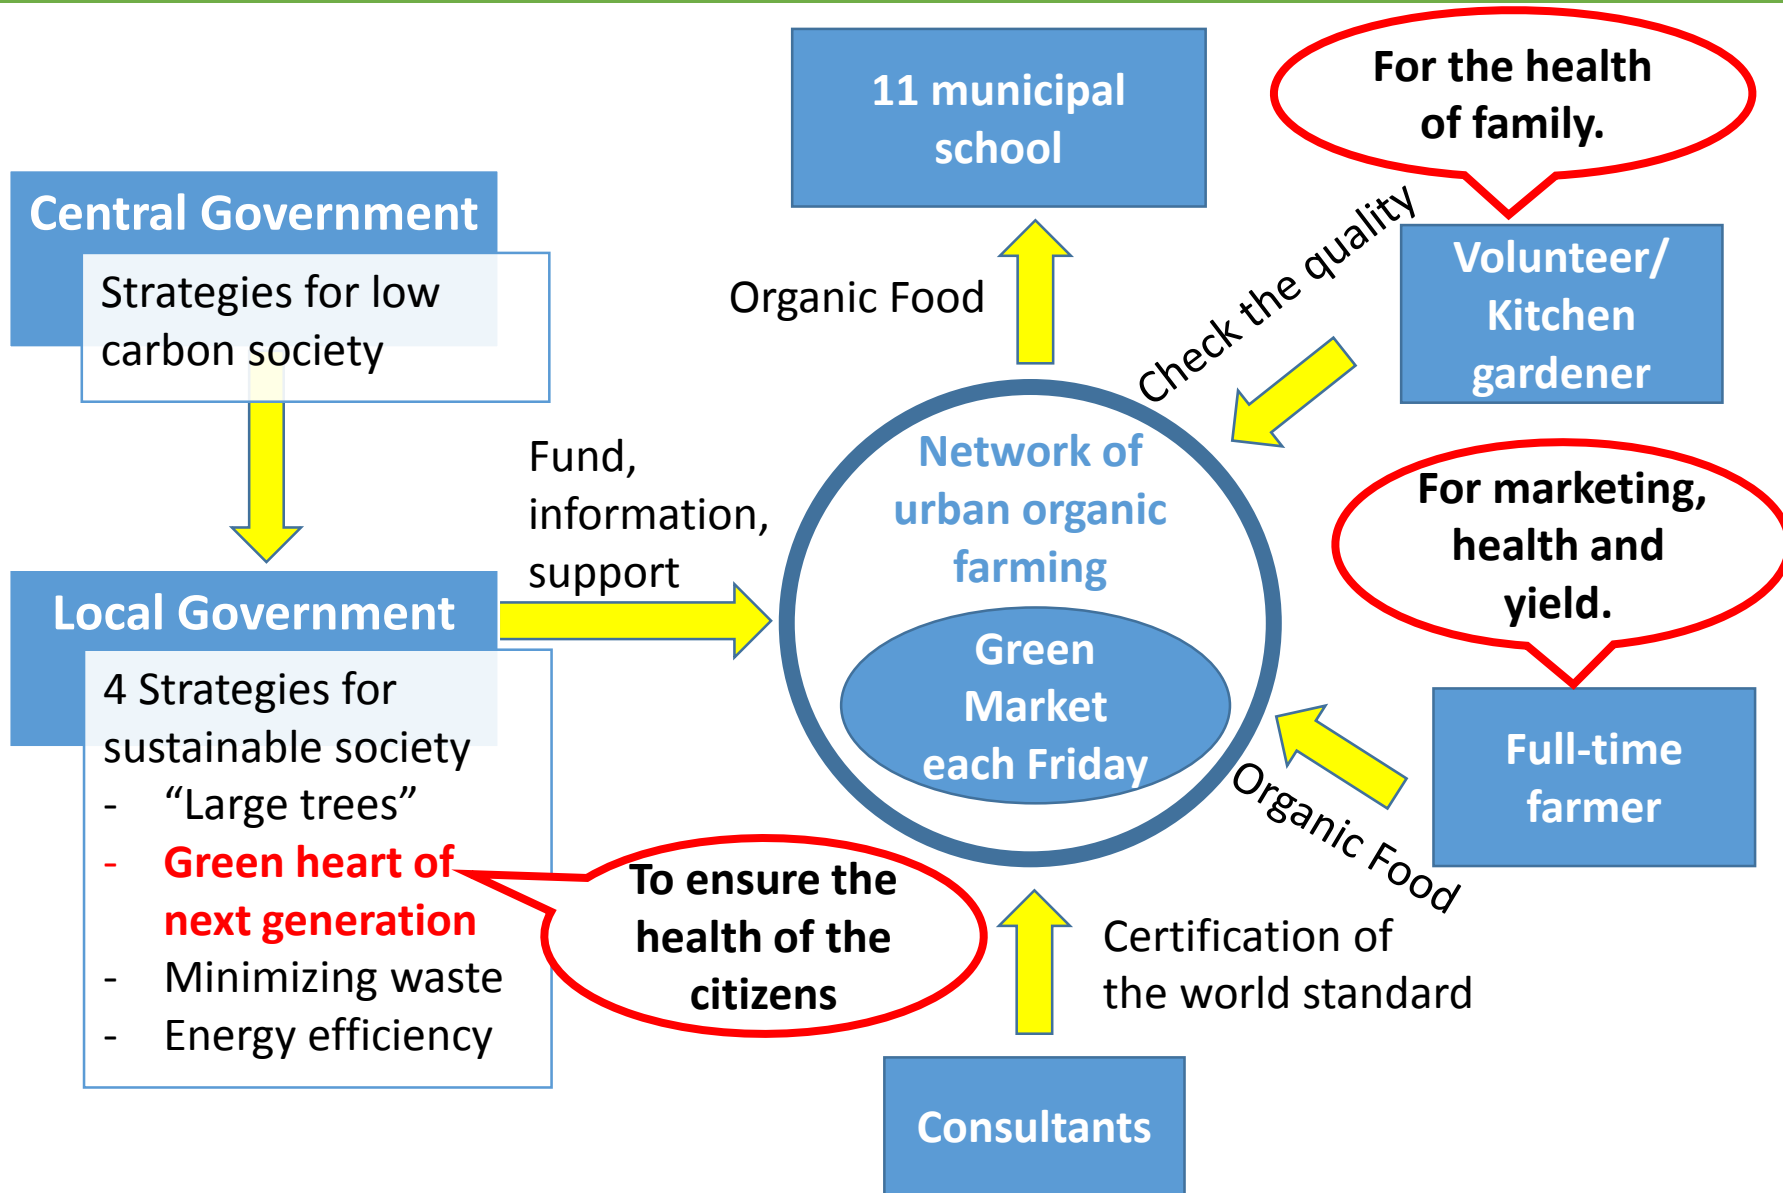 11 municipal
school
For the health
of family.
Central Government
Strategies for low
carbon society
Organic Food
Check the quality
Volunteer/
Kitchen
gardener
Fund,
information,
support
Network of
urban organic
farming
For marketing,
health and
yield.
Local Government
4 Strategies for
sustainable society
- “Large trees”
- Green heart of
next generation
- Minimizing waste
- Energy efficiency
Green
Market
each Friday
Full-time
farmer
Organic Food
To ensure the
health of the
citizens
Certification of
the world standard
Consultants